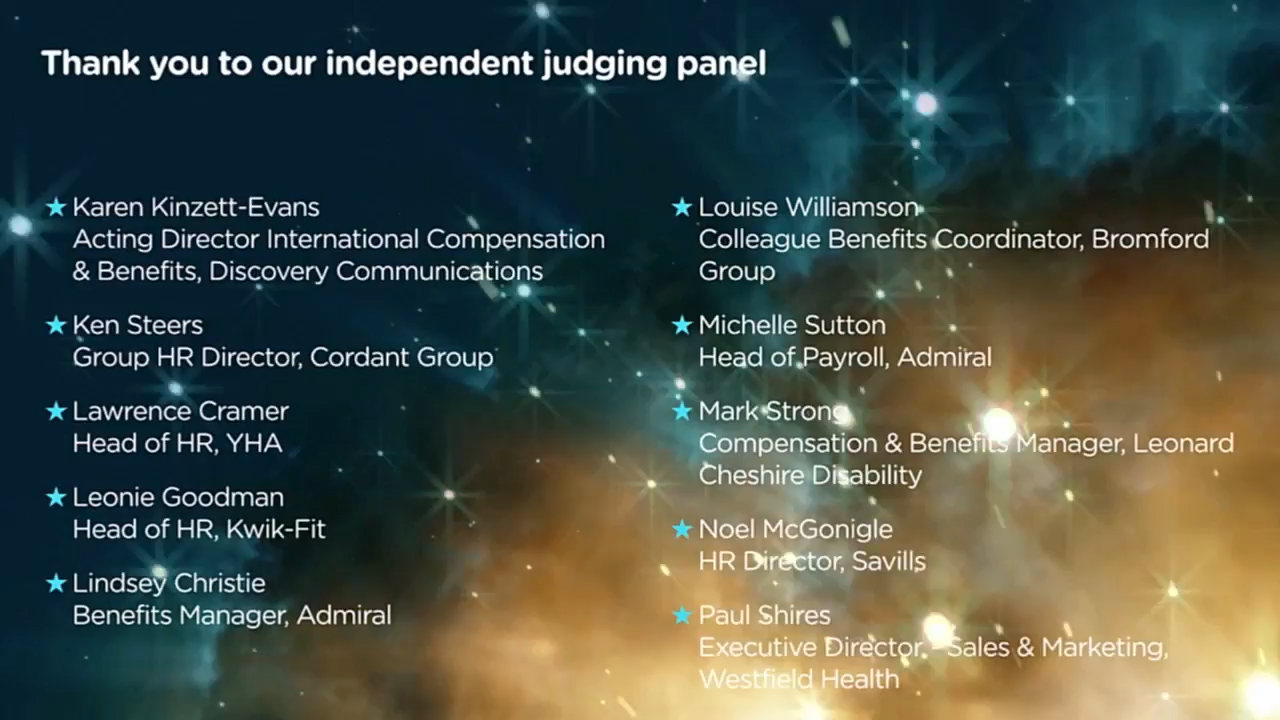 Thank you to our independent judging panel
Karen Kinzett-Evans
Acting Director International Compensation
& Benefits, Discovery Communications
Ken Steers
Group HR Director, Cordant Group
Lawrence Cramer
Head of HR, YHA
Leonie Goodman
Head of HR, Kwik-Fit
Lindsey Christie
Benefits Manager, Admiral
Louise Williamson
Colleague Benefits Coordinator, Bromford
Group
Michelle Sutton
Head of Payroll, Admiral
Mark Strong
Compensation & Benefits Manager, Leonard
Cheshire Disability
Noel McGonigle
HR Director, Savills
Paul Shires
Executive Director, - Sales & Marketing,
Westfield Health